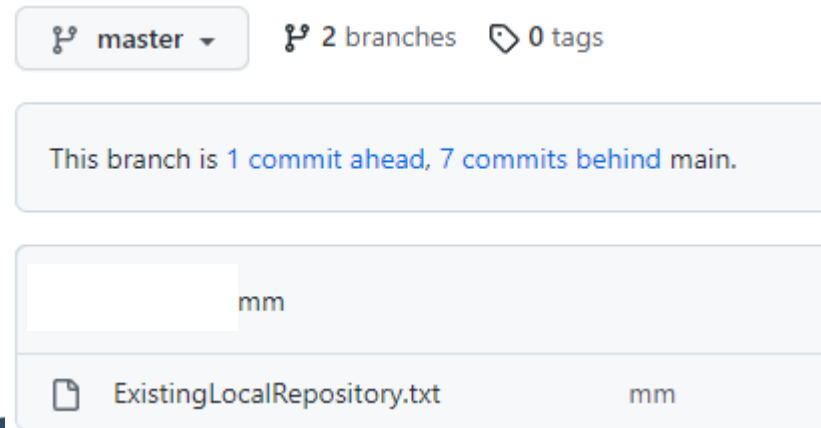 master 2 branches 0 tags
This branch is 1 commit ahead, 7 commits behind main.
mm
ExistingLocalRepository.txt mm